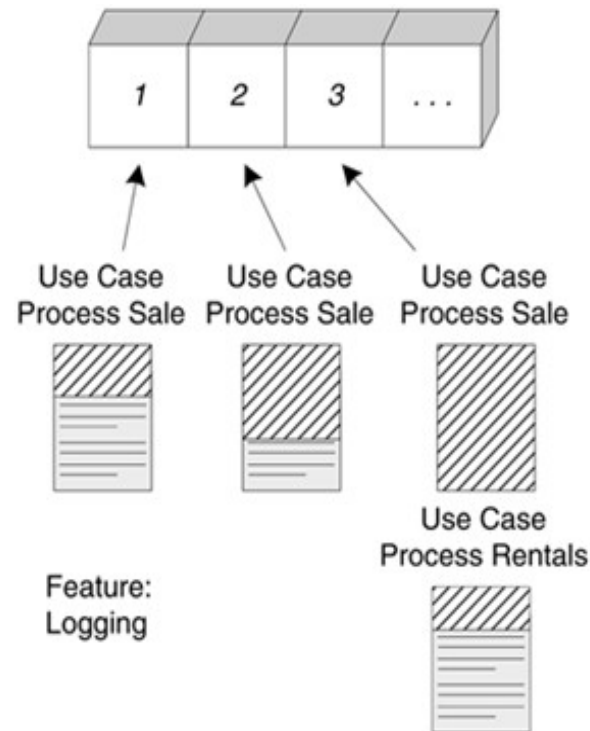 1 2 3 . . .
Use Case
Process Sale
Use Case
Process Sale
Use Case
Process Sale
Use Case
Process Rentals
Feature:
Logging